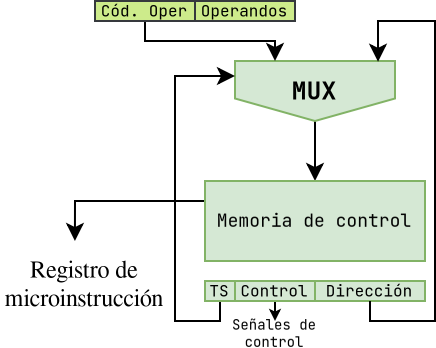 Cód. Oper Operandos
MUX
Memoria de control
Registro de
microinstrucción
TS Control Dirección
Señales de
control